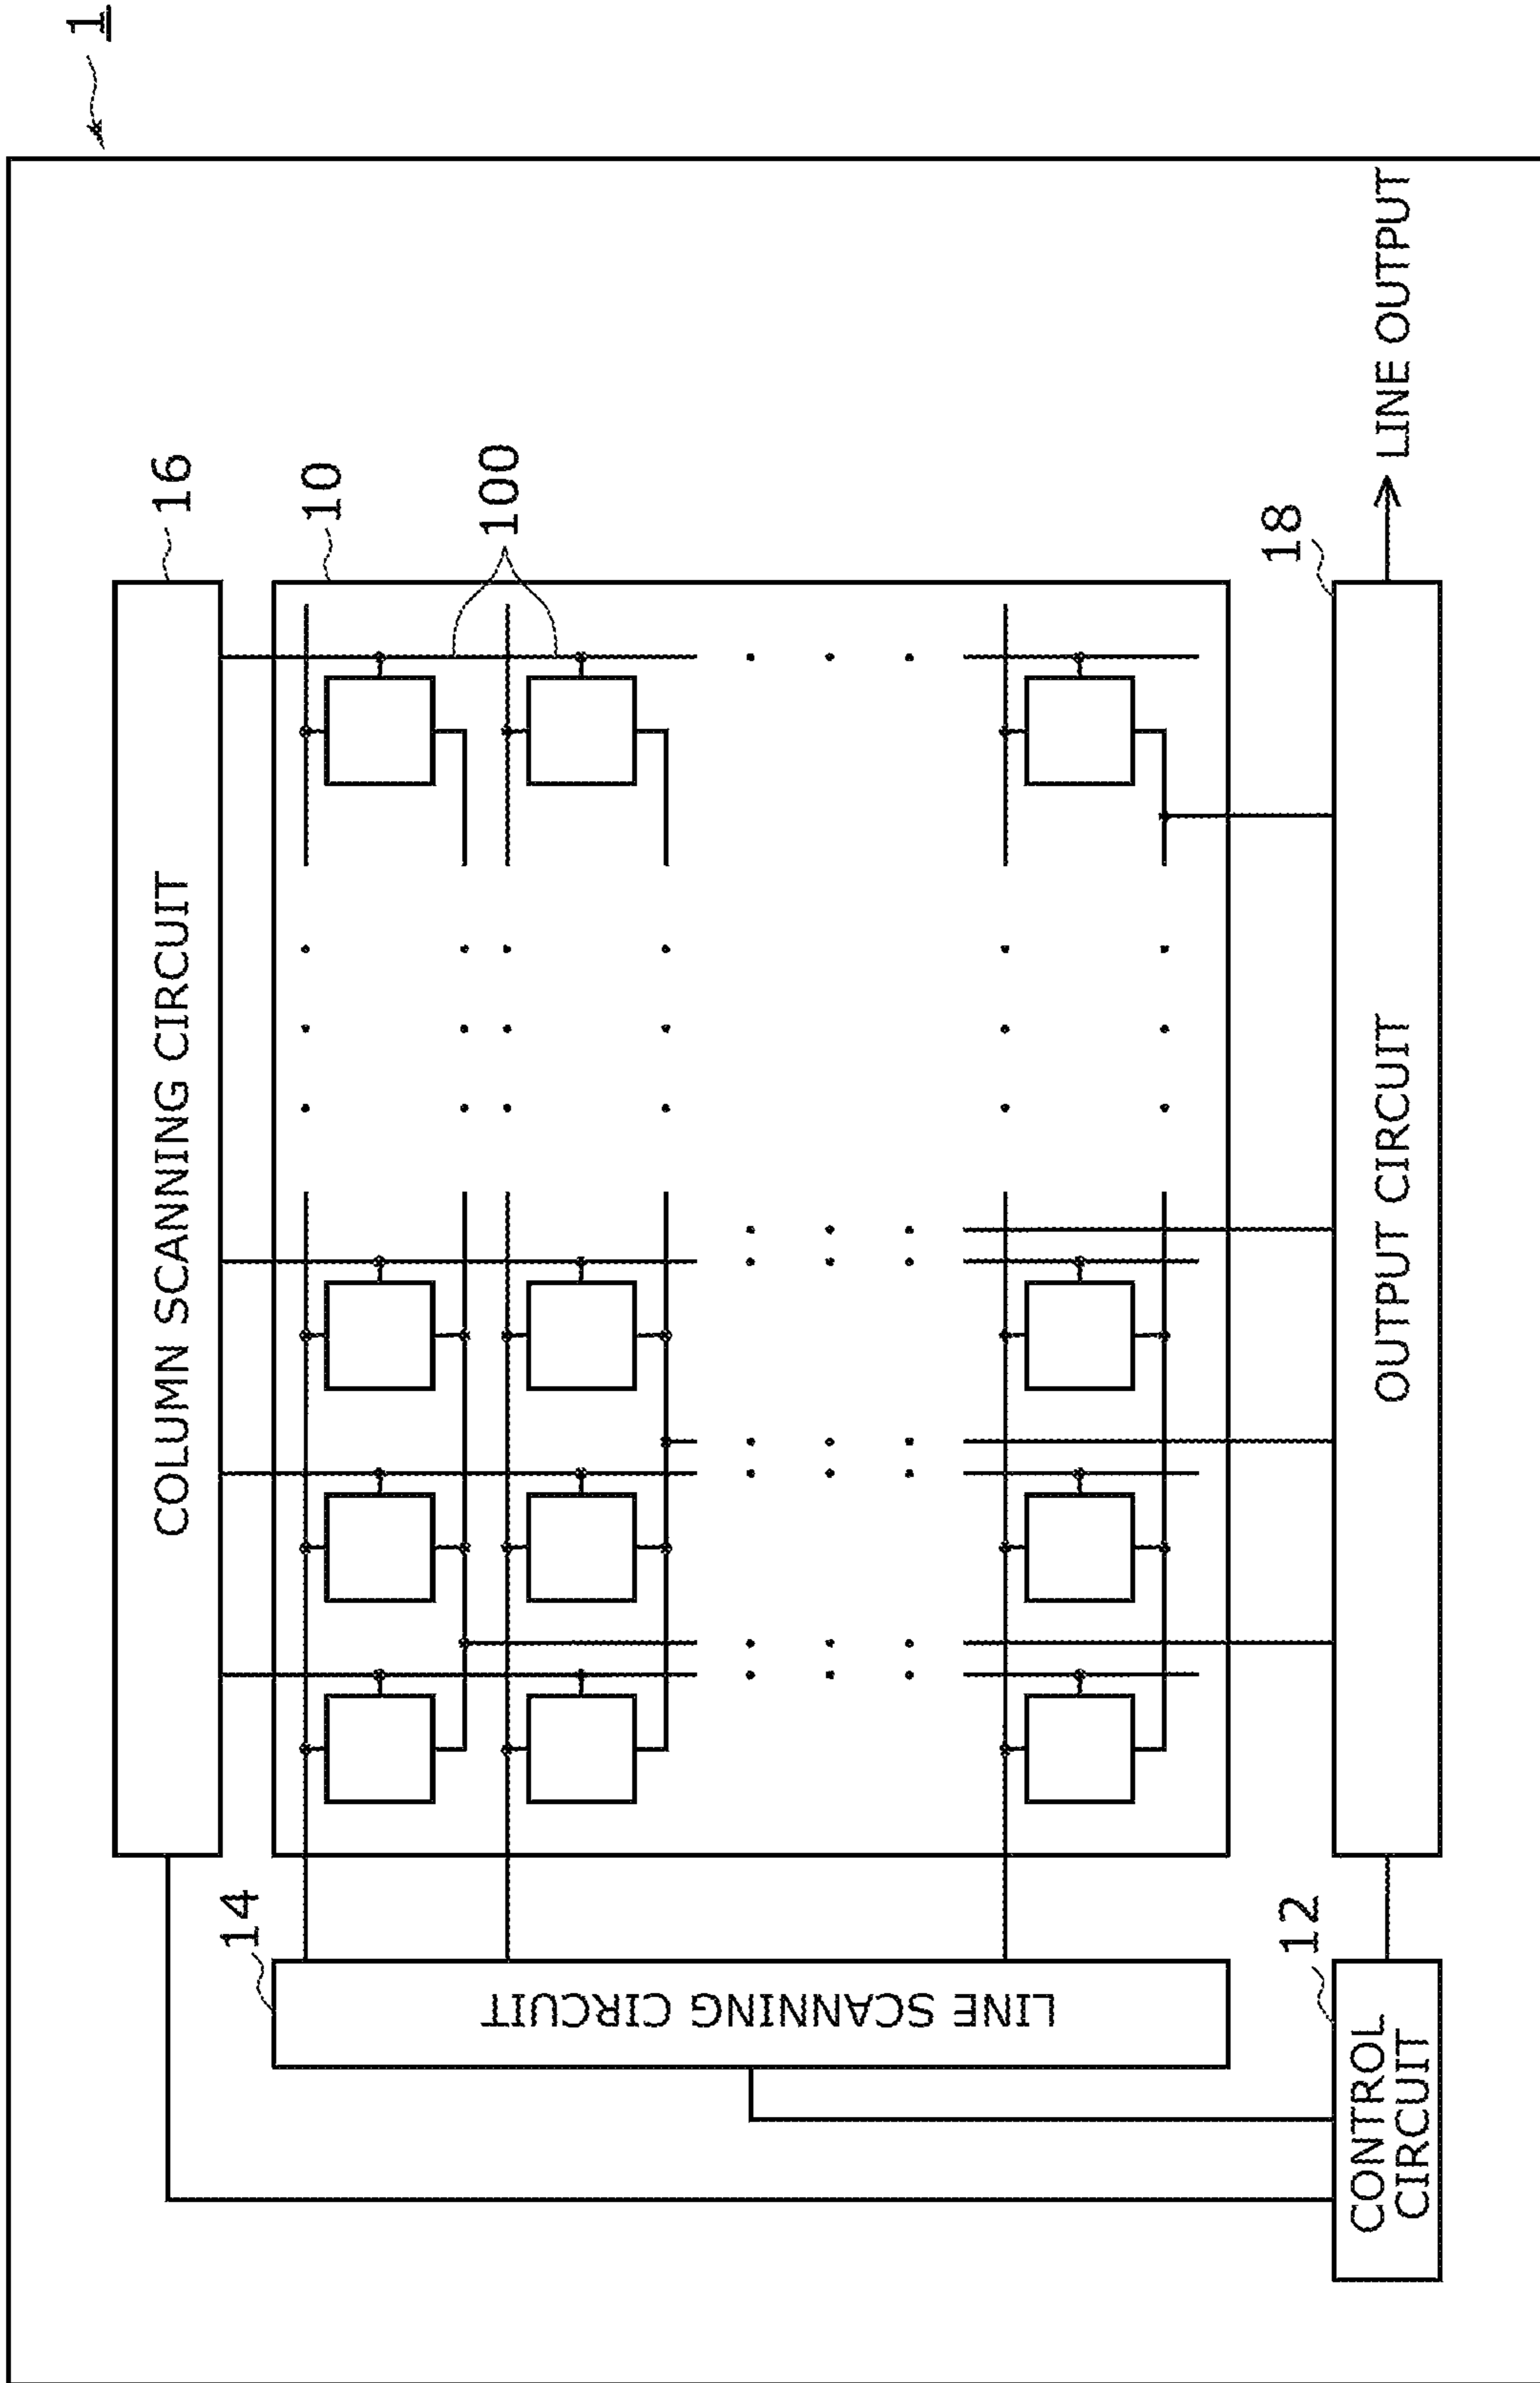 1
COLUMN SCANNING CIRCUIT
16
10
100
14
LINE SCANNING CIRCUIT
12
CONTROL
CIRCUIT
18
OUTPUT CIRCUIT
LINE OUTPUT